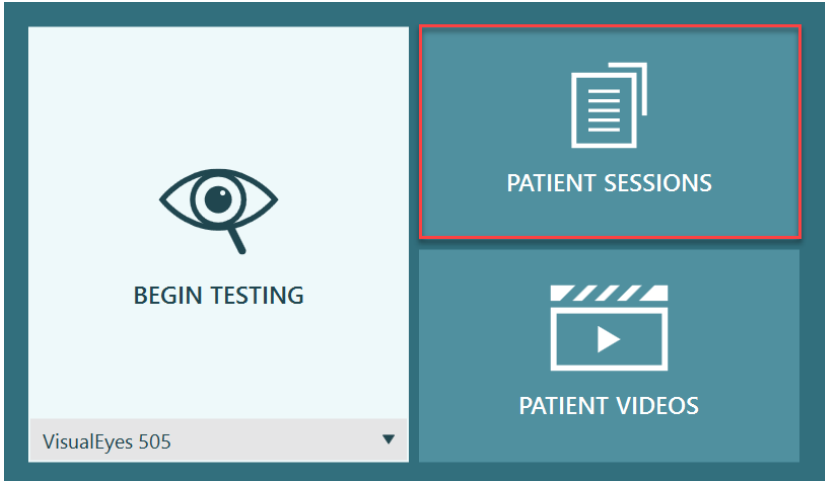 BEGIN TESTING
VisualEyes 505
PATIENT SESSIONS
PATIENT VIDEOS